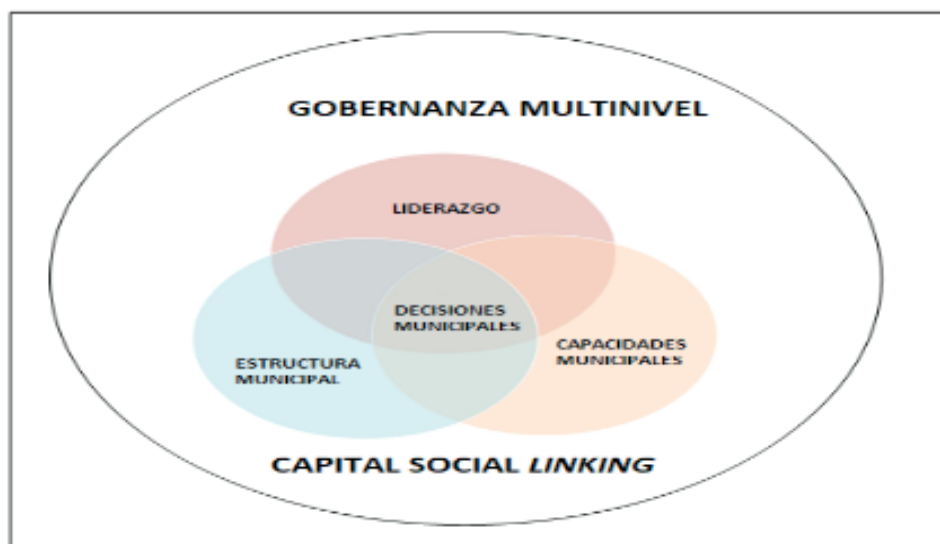 GOBERNANZA MULTINIVEL
LIDERAZGO
DECISIONES
MUNICIPALES
CAPACIDADES
MUNICIPALES
ESTRUCTURA
MUNICIPAL
CAPITAL SOCIAL LINKING